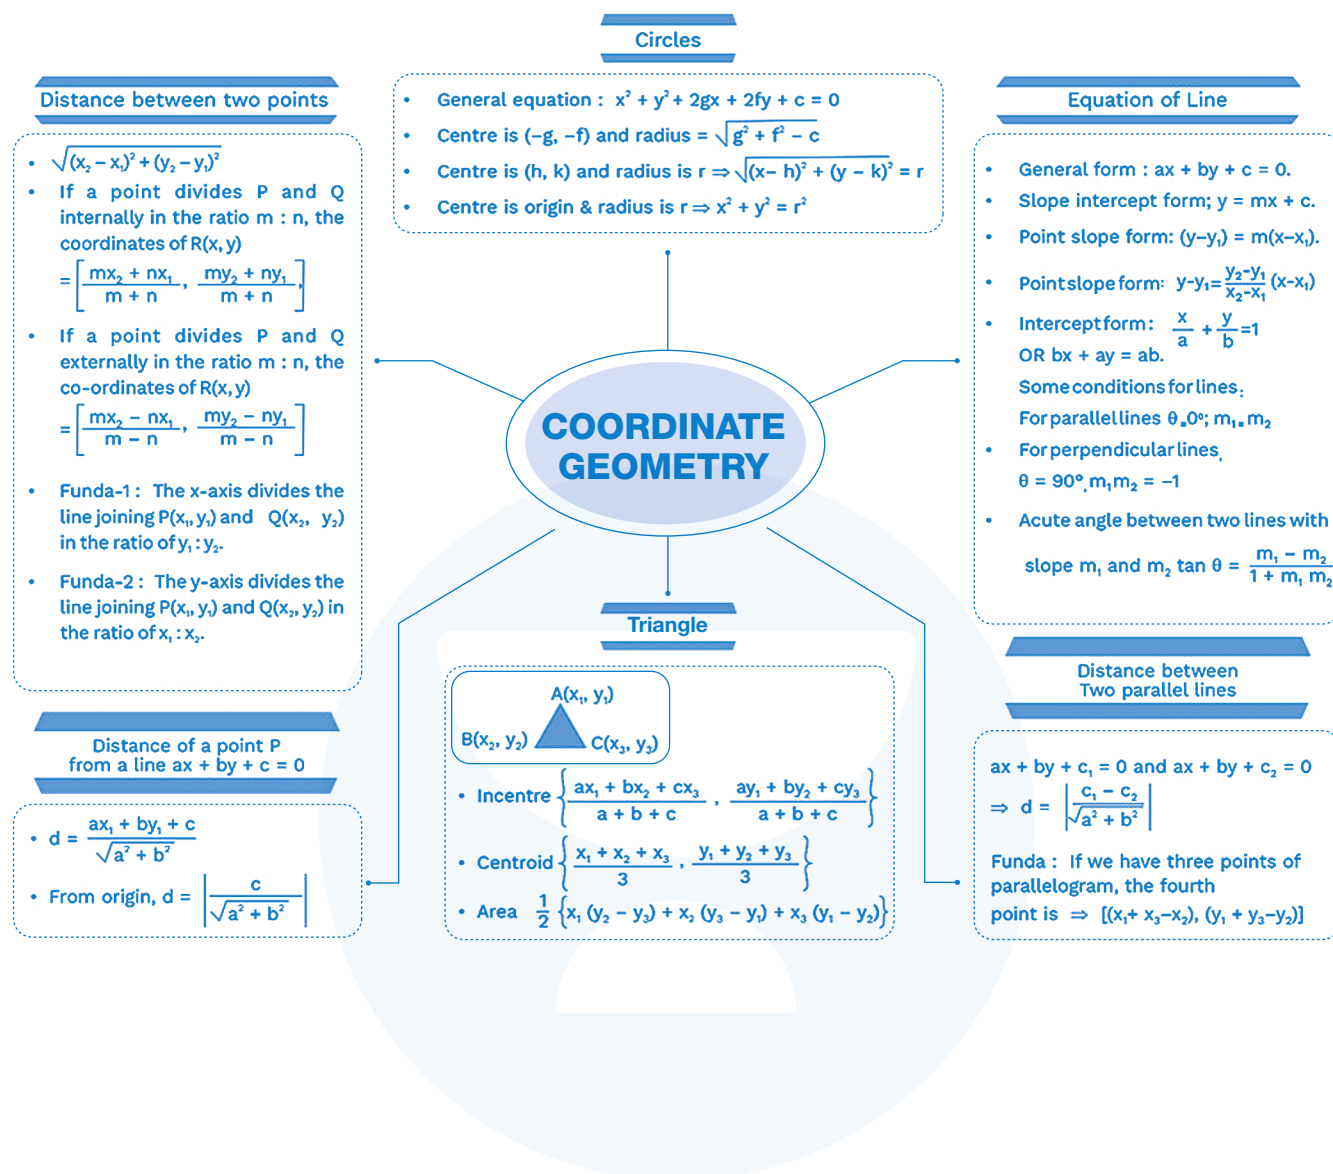 Circles
• General equation : x² + y² + 2gx + 2fy + c = 0
• Centre is (–g, –f) and radius = √(g² + f² – c)
• Centre is (h, k) and radius is r ⇒ √((x– h)² + (y – k)²) = r
• Centre is origin & radius is r ⇒ x² + y² = r²
Distance between two points
• √((x₂ – x₁)² + (y₂ – y₁)²)
• If a point divides P and Q
internally in the ratio m : n, the
coordinates of R(x, y)
= [(mx₂ + nx₁)/(m + n), (my₂ + ny₁)/(m + n),]
• If a point divides P and Q
externally in the ratio m : n, the
co-ordinates of R(x, y)
= [(mx₂ – nx₁)/(m – n), (my₂ – ny₁)/(m – n)]
• Funda-1 : The x-axis divides the
line joining P(x₁, y₁) and Q(x₂, y₂)
in the ratio of y₁ : y₂.
• Funda-2 : The y-axis divides the
line joining P(x₁, y₁) and Q(x₂, y₂) in
the ratio of x₁ : x₂.
Equation of Line
• General form : ax + by + c = 0.
• Slope intercept form; y = mx + c.
• Point slope form: (y–y₁) = m(x–x₁).
• Point slope form: y-y₁= (y₂-y₁)/(x₂-x₁) (x-x₁)
• Intercept form : x/a + y/b =1
OR bx + ay = ab.
Some conditions for lines :
For parallel lines θ = 0°; m₁ = m₂
• For perpendicular lines,
θ = 90°, m₁m₂ = –1
• Acute angle between two lines with
slope m₁ and m₂ tan θ = (m₁ – m₂)/(1 + m₁ m₂)
COORDINATE
GEOMETRY
Distance of a point P
from a line ax + by + c = 0
• d = (ax₁ + by₁ + c)/√(a² + b²)
• From origin, d = |c/√(a² + b²)|
Triangle
A(x₁, y₁)
B(x₂, y₂) C(x₃, y₃)
• Incentre {(ax₁ + bx₂ + cx₃)/(a + b + c), (ay₁ + by₂ + cy₃)/(a + b + c)}
• Centroid {(x₁ + x₂ + x₃)/3, (y₁ + y₂ + y₃)/3}
• Area 1/2 {x₁ (y₂ – y₃) + x₂ (y₃ – y₁) + x₃ (y₁ – y₂)}
Distance between
Two parallel lines
ax + by + c₁ = 0 and ax + by + c₂ = 0
⇒ d = |(c₁ – c₂)/√(a² + b²)|
Funda : If we have three points of
parallelogram, the fourth
point is ⇒ [(x₁+ x₃–x₂), (y₁ + y₃–y₂)]